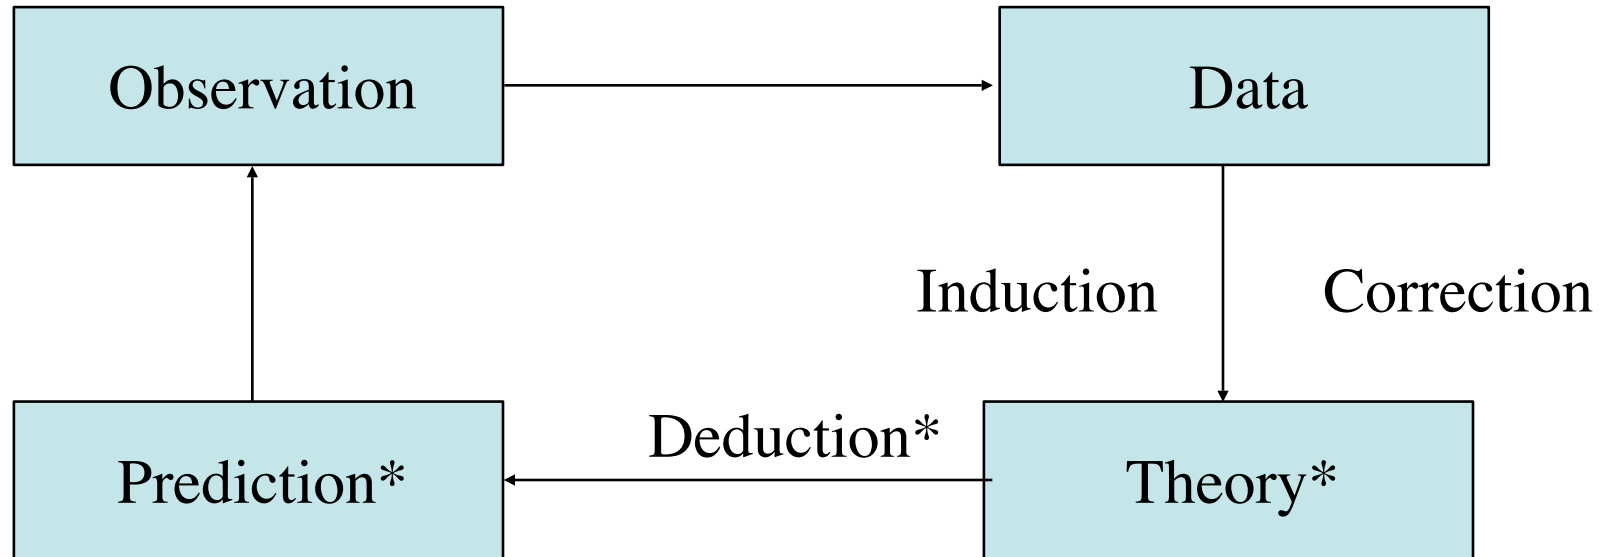 Observation
Data
Induction
Correction
Deduction*
Prediction*
Theory*